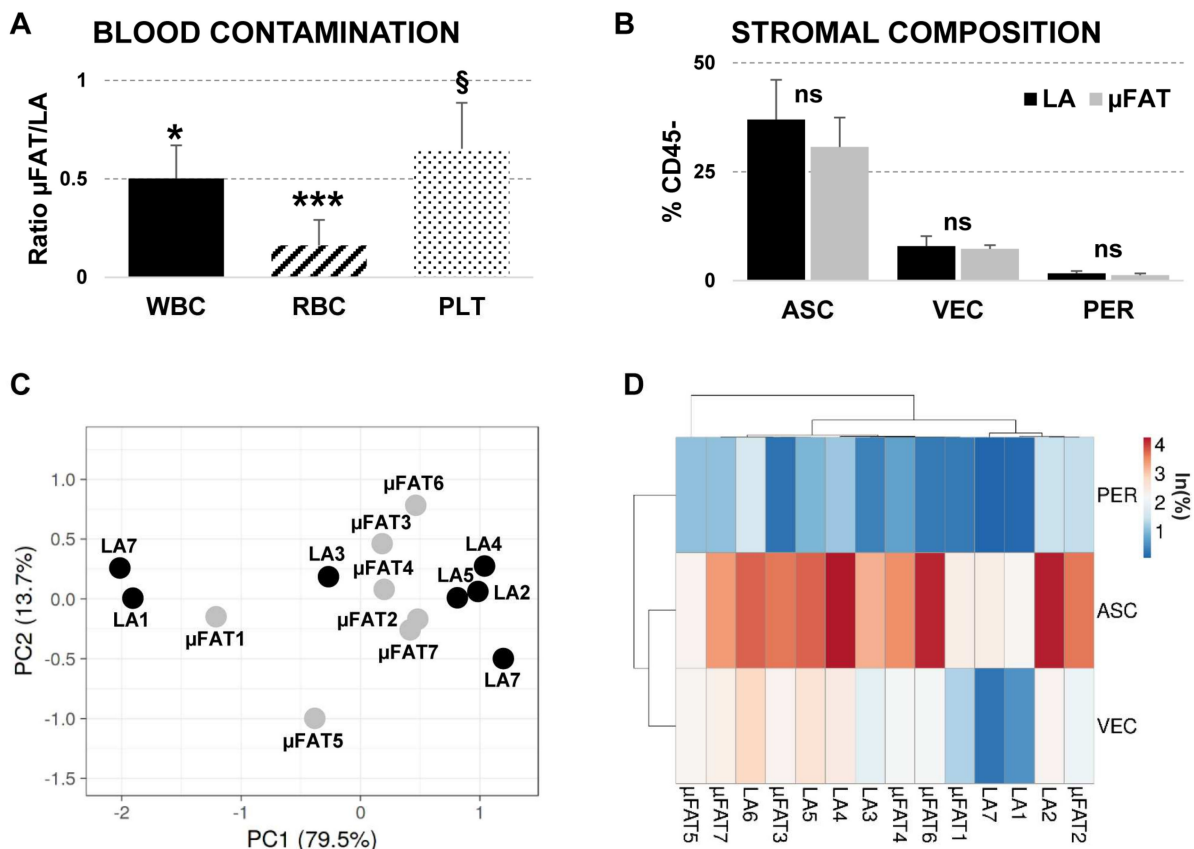 A
BLOOD CONTAMINATION
Ratio µFAT/LA
1
0.5
0
*
***
§
WBC
RBC
PLT
B
STROMAL COMPOSITION
% CD45-
50
25
0
LA
µFAT
ns
ns
ns
ASC
VEC
PER
C
PC2 (13.7%)
1.0
0.5
0.0
-0.5
-1.0
-1.5
µFAT6
µFAT3
LA7
LA3
LA4
µFAT4
LA5
LA1
LA2
µFAT2
µFAT1
µFAT7
LA7
µFAT5
-2
-1
0
1
PC1 (79.5%)
D
4
3
2
1
ln(%)
PER
ASC
VEC
µFAT5
µFAT7
LA6
µFAT3
LA5
LA4
LA3
µFAT4
µFAT6
µFAT1
LA7
LA1
LA2
µFAT2